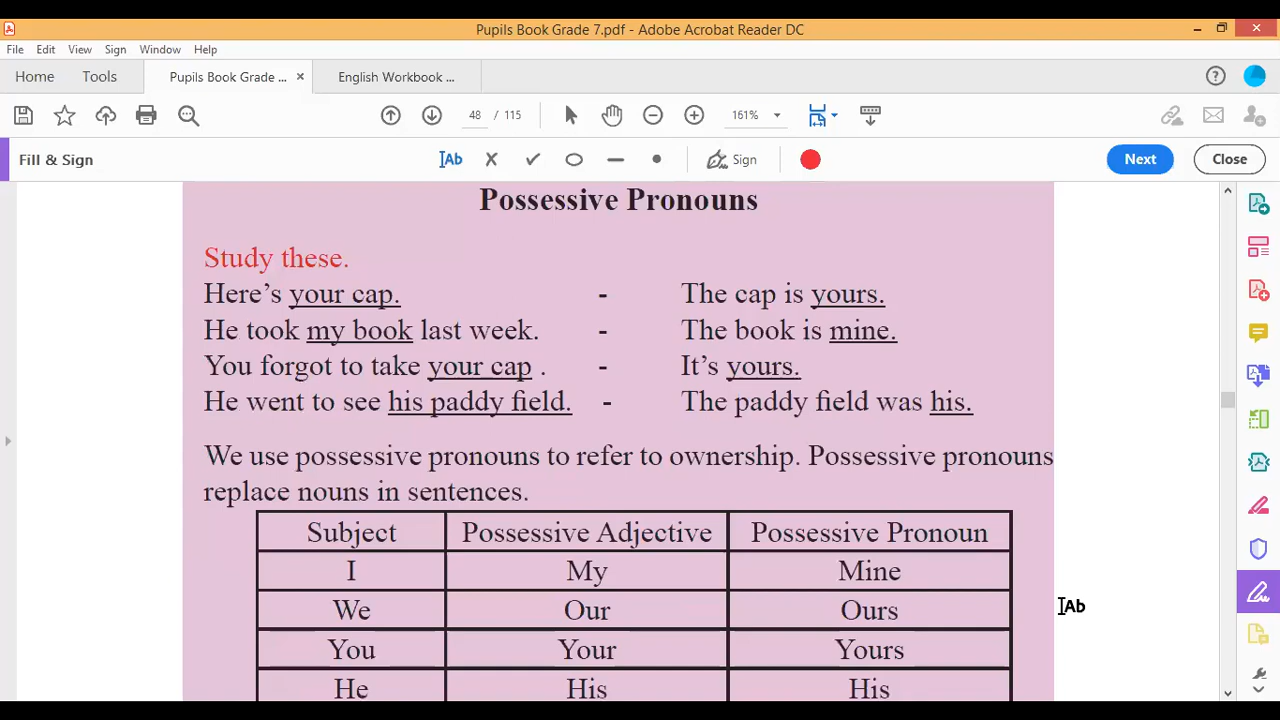 Pupils Book Grade 7.pdf - Adobe Acrobat Reader DC
File Edit View Sign Window Help
Home Tools Pupils Book Grade ... × English Workbook ...
48 / 115 161%
Fill & Sign Ab Sign Next Close
Possessive Pronouns
Study these.
Here’s your cap. - The cap is yours.
He took my book last week. - The book is mine.
You forgot to take your cap . - It’s yours.
He went to see his paddy field. - The paddy field was his.
We use possessive pronouns to refer to ownership. Possessive pronouns
replace nouns in sentences.
Subject Possessive Adjective Possessive Pronoun
I My Mine
We Our Ours
Ab
You Your Yours
He His His